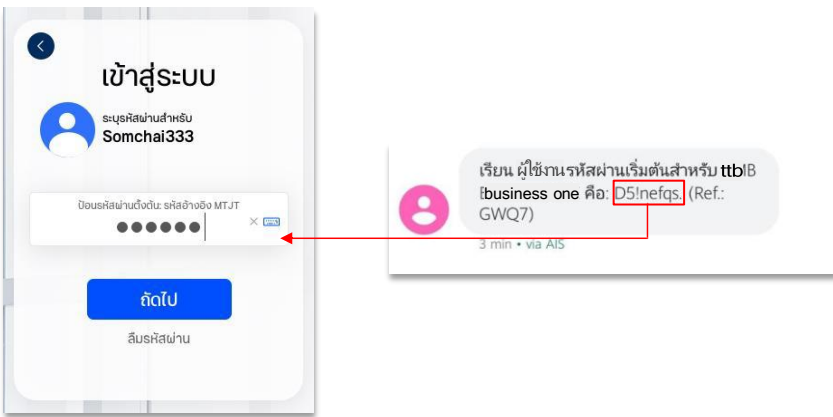 เข้าสู่ระบบ
ระบุรหัสผ่านสำหรับ
Somchai333
ป้อนรหัสผ่านตั้งต้น: รหัสอ้างอิง MTJT
ถัดไป
ลืมรหัสผ่าน
เรียน ผู้ใช้งานรหัสผ่านเริ่มต้นสำหรับ ttb
business one คือ: D5!nefqs. (Ref.:
GWQ7)
3 min • via AIS